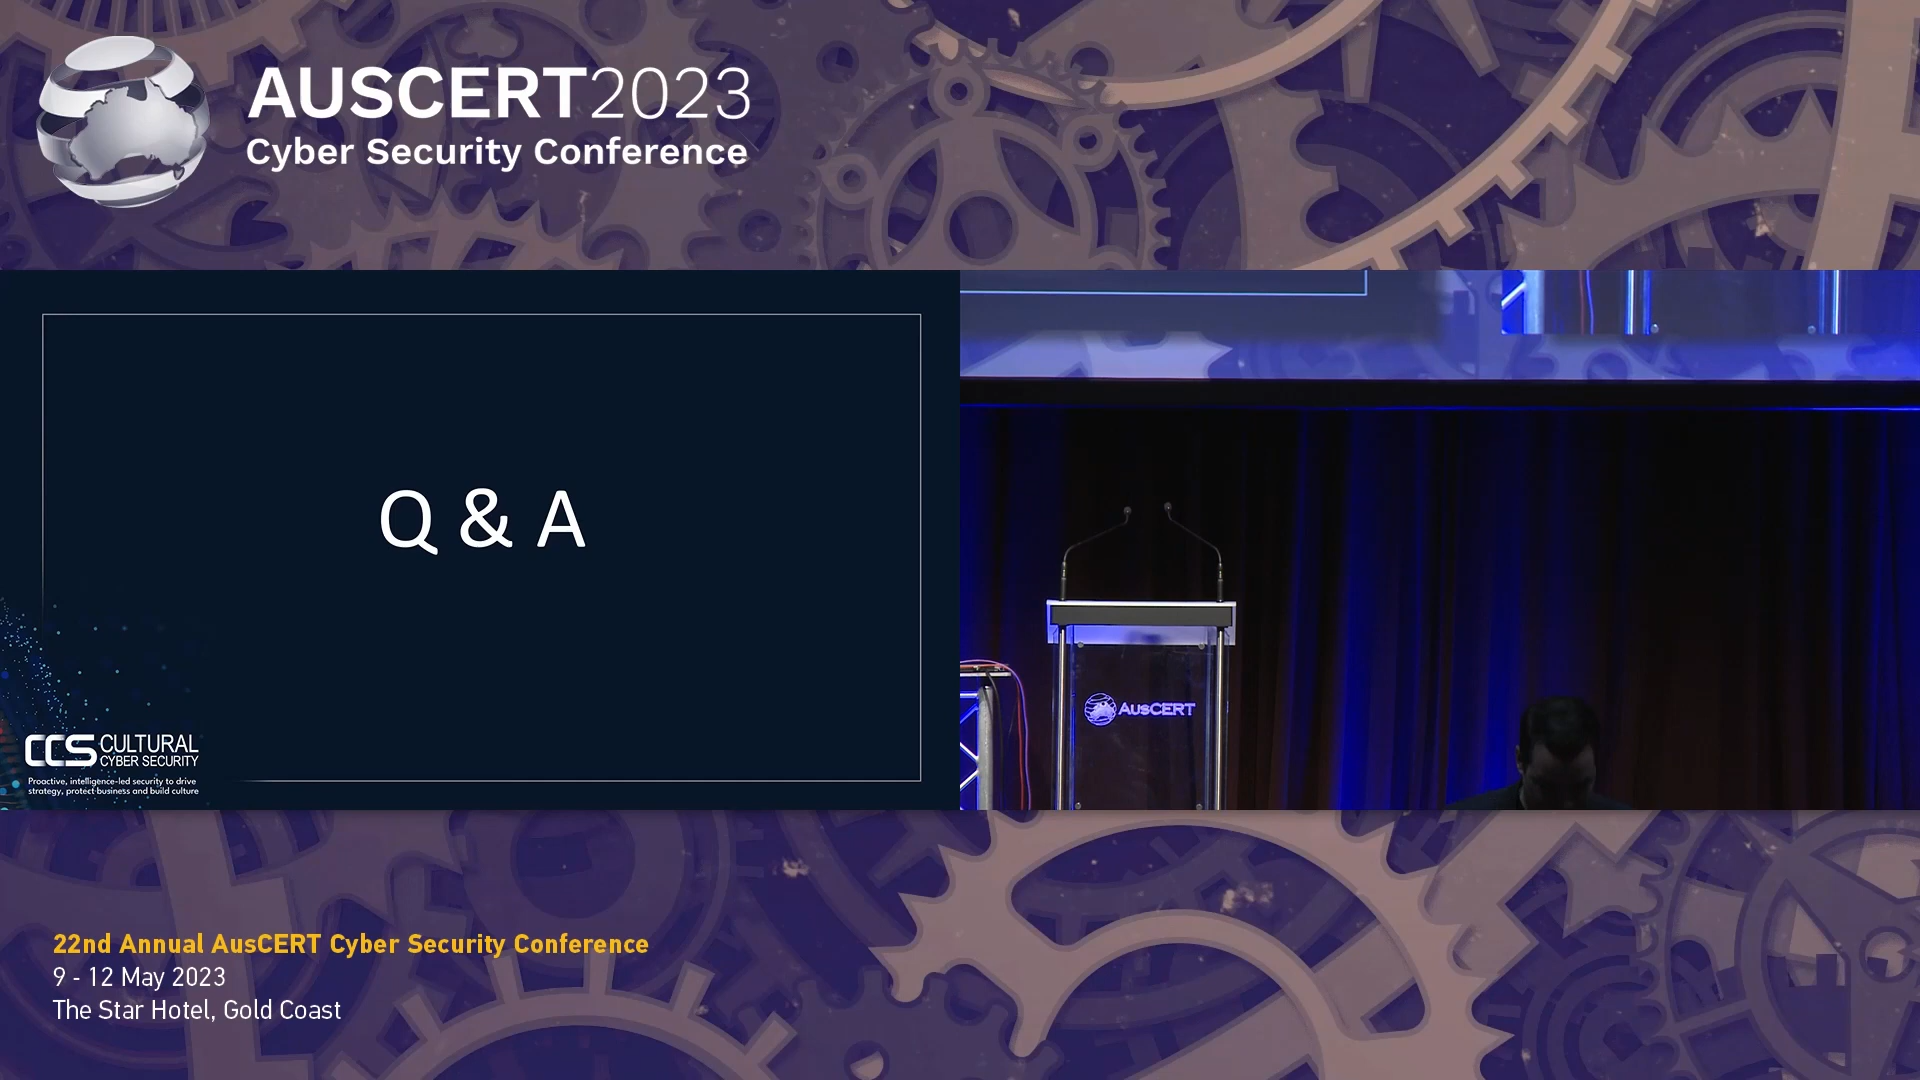 AUSCERT2023
Cyber Security Conference
Q & A
CCS CULTURAL
CYBER SECURITY
Proactive, intelligence-led security to drive
strategy, protect business and build culture
AusCERT
22nd Annual AusCERT Cyber Security Conference
9 - 12 May 2023
The Star Hotel, Gold Coast